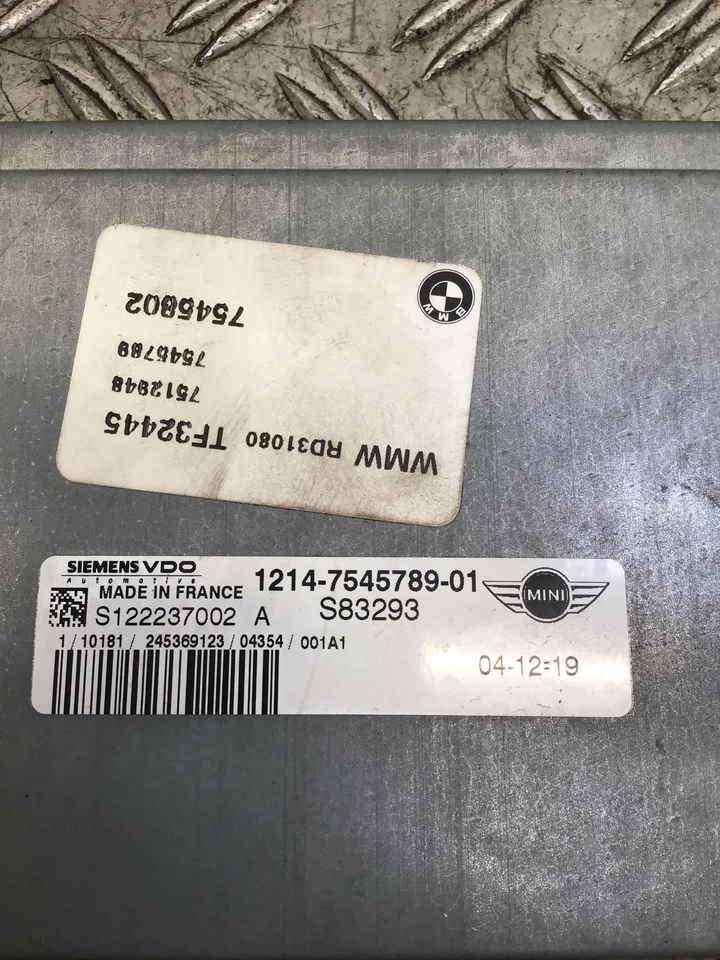 WMW RD31080 TF32445
7512948
7545789
7545802
BMW
SIEMENS VDO
Automotive
MADE IN FRANCE
1214-7545789-01
MINI
S122237002 A
S83293
1/10181/ 245369123/04354/ 001A1
04-12-19